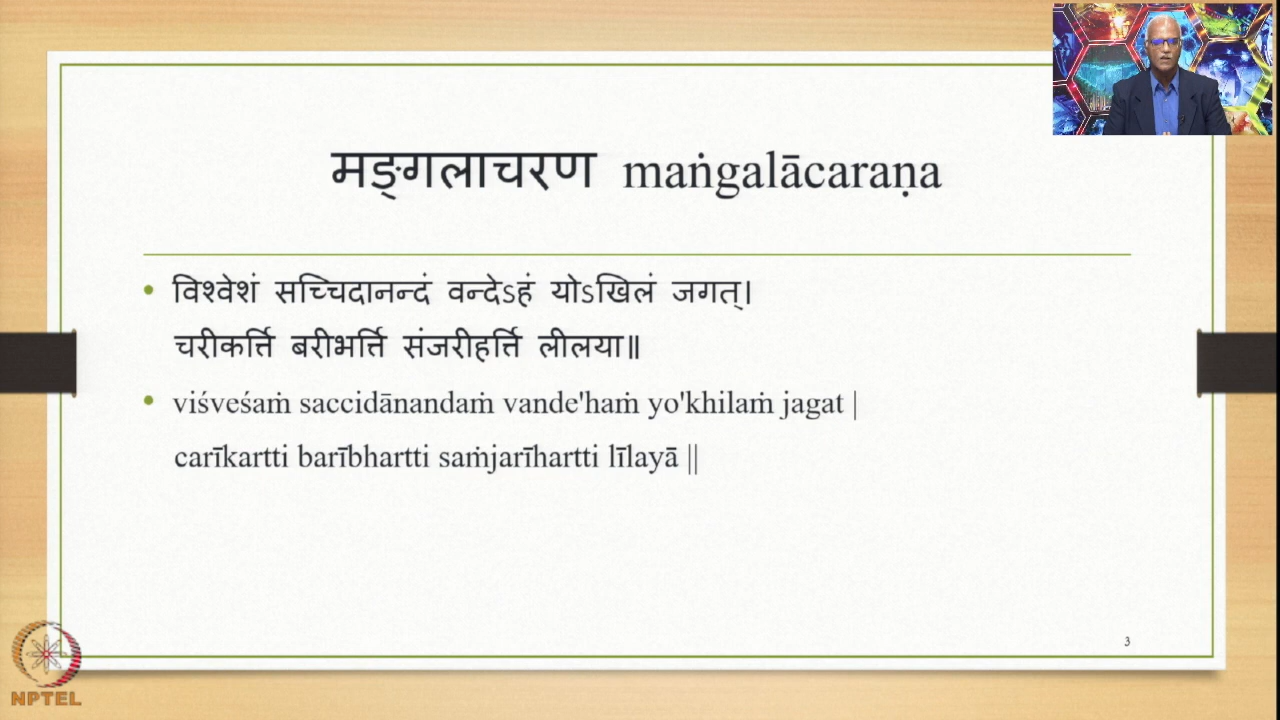 मङ्गलाचरण maṅgalācaraṇa
विश्वेशं सच्चिदानन्दं वन्देऽहं योऽखिलं जगत्।
चरीकर्त्ति बरीभर्त्ति संजरीहर्त्ति लीलया॥
viśveśaṁ saccidānandaṁ vande'haṁ yo'khilaṁ jagat |
carīkartti barībhartti saṁjarīhartti līlayā ||
3
NPTEL